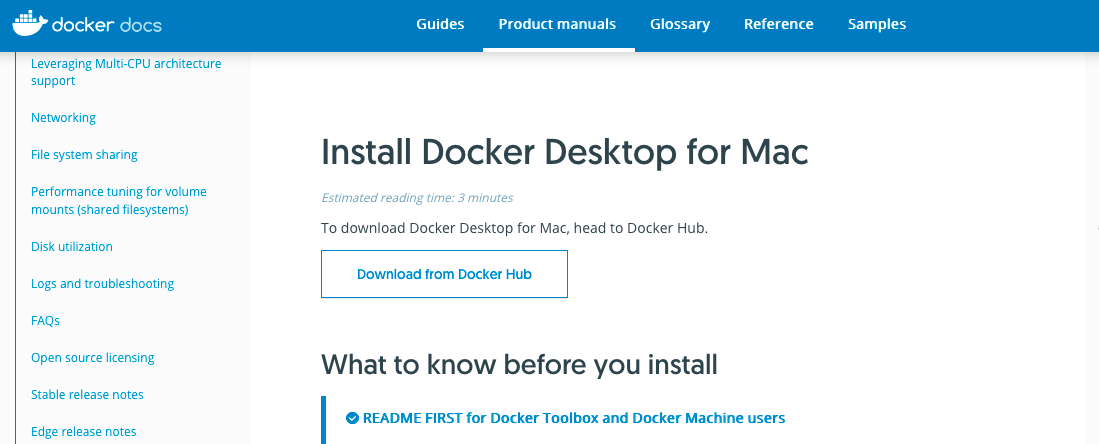 docker docs
Guides
Product manuals
Glossary
Reference
Samples
Leveraging Multi-CPU architecture
support
Networking
File system sharing
Performance tuning for volume
mounts (shared filesystems)
Disk utilization
Logs and troubleshooting
FAQs
Open source licensing
Stable release notes
Edge release notes
Install Docker Desktop for Mac
Estimated reading time: 3 minutes
To download Docker Desktop for Mac, head to Docker Hub.
Download from Docker Hub
What to know before you install
README FIRST for Docker Toolbox and Docker Machine users